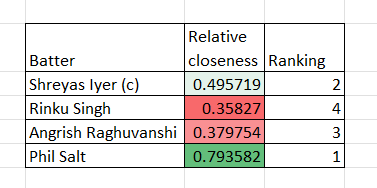 Batter Relative closeness Ranking
Shreyas Iyer (c) 0.495719 2
Rinku Singh 0.35827 4
Angrish Raghuvanshi 0.379754 3
Phil Salt 0.793582 1